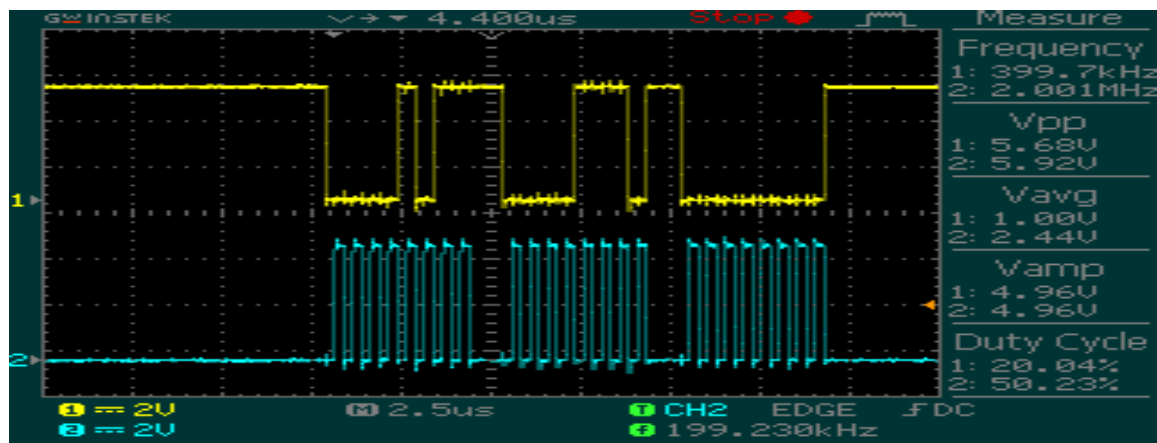 GWINSTEK 4.400us Stop Measure
Frequency
1: 399.7kHz
2: 2.001MHz
Vpp
1: 5.68V
2: 5.92V
Vavg
1: 1.00V
2: 2.44V
Vamp
1: 4.96V
2: 4.96V
Duty Cycle
1: 20.04%
2: 50.23%
1
2
1 2V M 2.5us T CH2 EDGE DC
2 2V f 199.230kHz